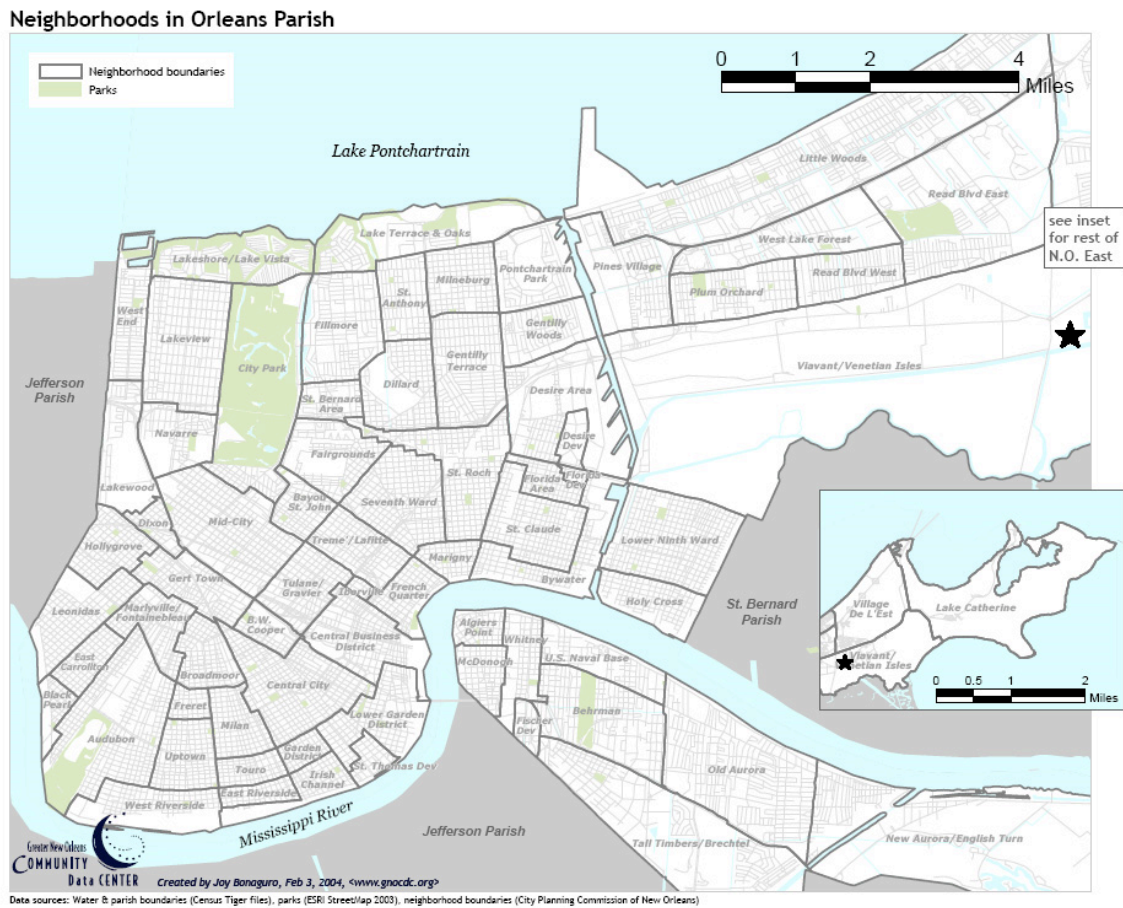 Neighborhoods in Orleans Parish
Neighborhood boundaries
Parks
0 1 2 4
Miles
Lake Pontchartrain
Little Woods
Read Blvd East
see inset
for rest of
N.O. East
Lake Terrace & Oaks
Lakeshore/Lake Vista
West Lake Forest
Pontchartrain
Park
Pines Village
Read Blvd West
Plum Orchard
Milneburg
St.
Anthony
West
End
Fillmore
Lakeview
Gentilly
Woods
City Park
Gentilly
Terrace
Viavant/Venetian Isles
Jefferson
Parish
Dillard
Desire Area
St. Bernard
Area
Navarre
Desire
Dev
Fairgrounds
St. Roch
Florida
Area
Florida
Dev
Lakewood
Bayou
St. John
Seventh Ward
Dixon
Mid-City
St. Claude
Lower Ninth Ward
Hollygrove
Treme'/Lafitte
Marigny
Gert Town
Tulane/
Gravier
Iberville
French
Quarter
Bywater
Holy Cross
Leonidas
Marlyville/
Fontainebleau
B.W.
Cooper
Central Business
District
Algiers
Point
Whitney
St. Bernard
Parish
Village
De L'Est
Lake Catherine
East
Carrollton
McDonogh
U.S. Naval Base
Viavant/
Venetian Isles
Broadmoor
Central City
Black
Pearl
Freret
Behrman
0 0.5 1 2
Miles
Lower Garden
District
Fischer
Dev
Milan
Audubon
Garden
District
Uptown
St. Thomas Dev
Old Aurora
Touro
Irish
Channel
East Riverside
West Riverside
Mississippi River
Jefferson Parish
Tall Timbers/Brechtel
New Aurora/English Turn
Greater New Orleans
COMMUNITY
Data CENTER
Created by Joy Bonaguro, Feb 3, 2004, <www.gnocdc.org>
Data sources: Water & parish boundaries (Census Tiger files), parks (ESRI StreetMap 2003), neighborhood boundaries (City Planning Commission of New Orleans)